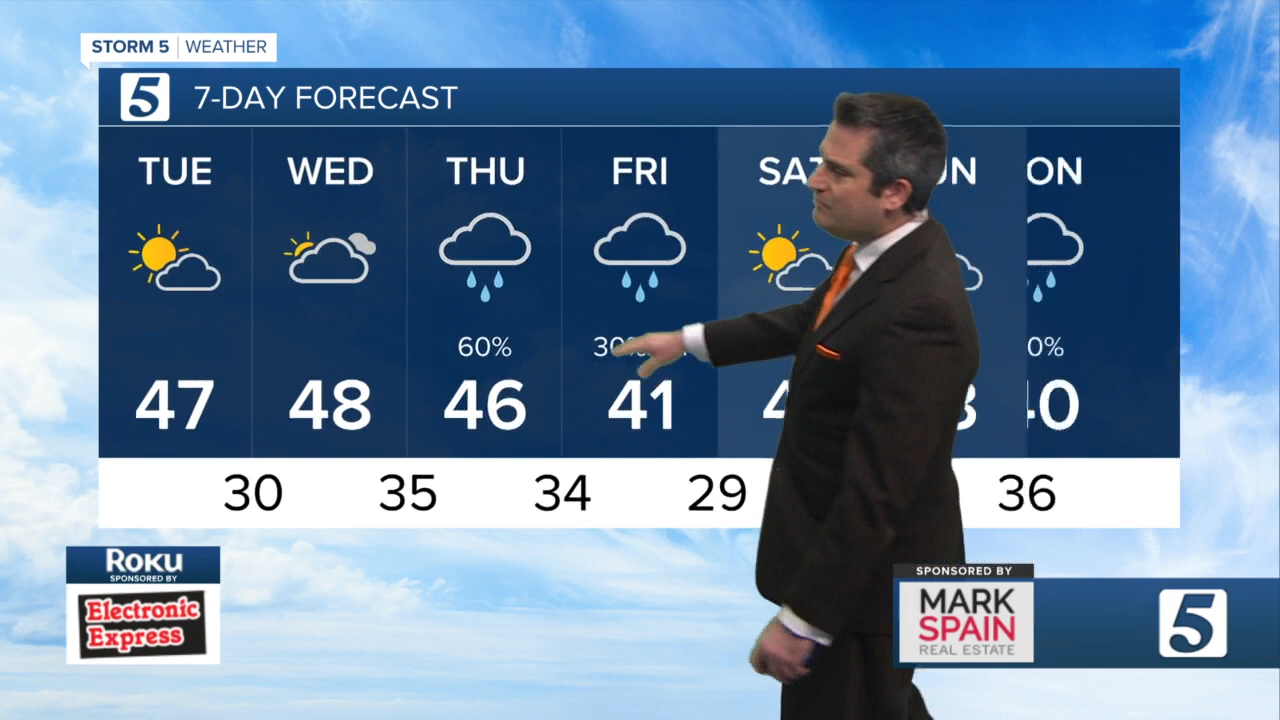 STORM 5 WEATHER
5 7-DAY FORECAST
TUE WED THU FRI
60%
47 48 46 41
30 35 34 29 36
Roku
SPONSORED BY
Electronic
Express
SPONSORED BY
MARK
SPAIN
REAL ESTATE
5